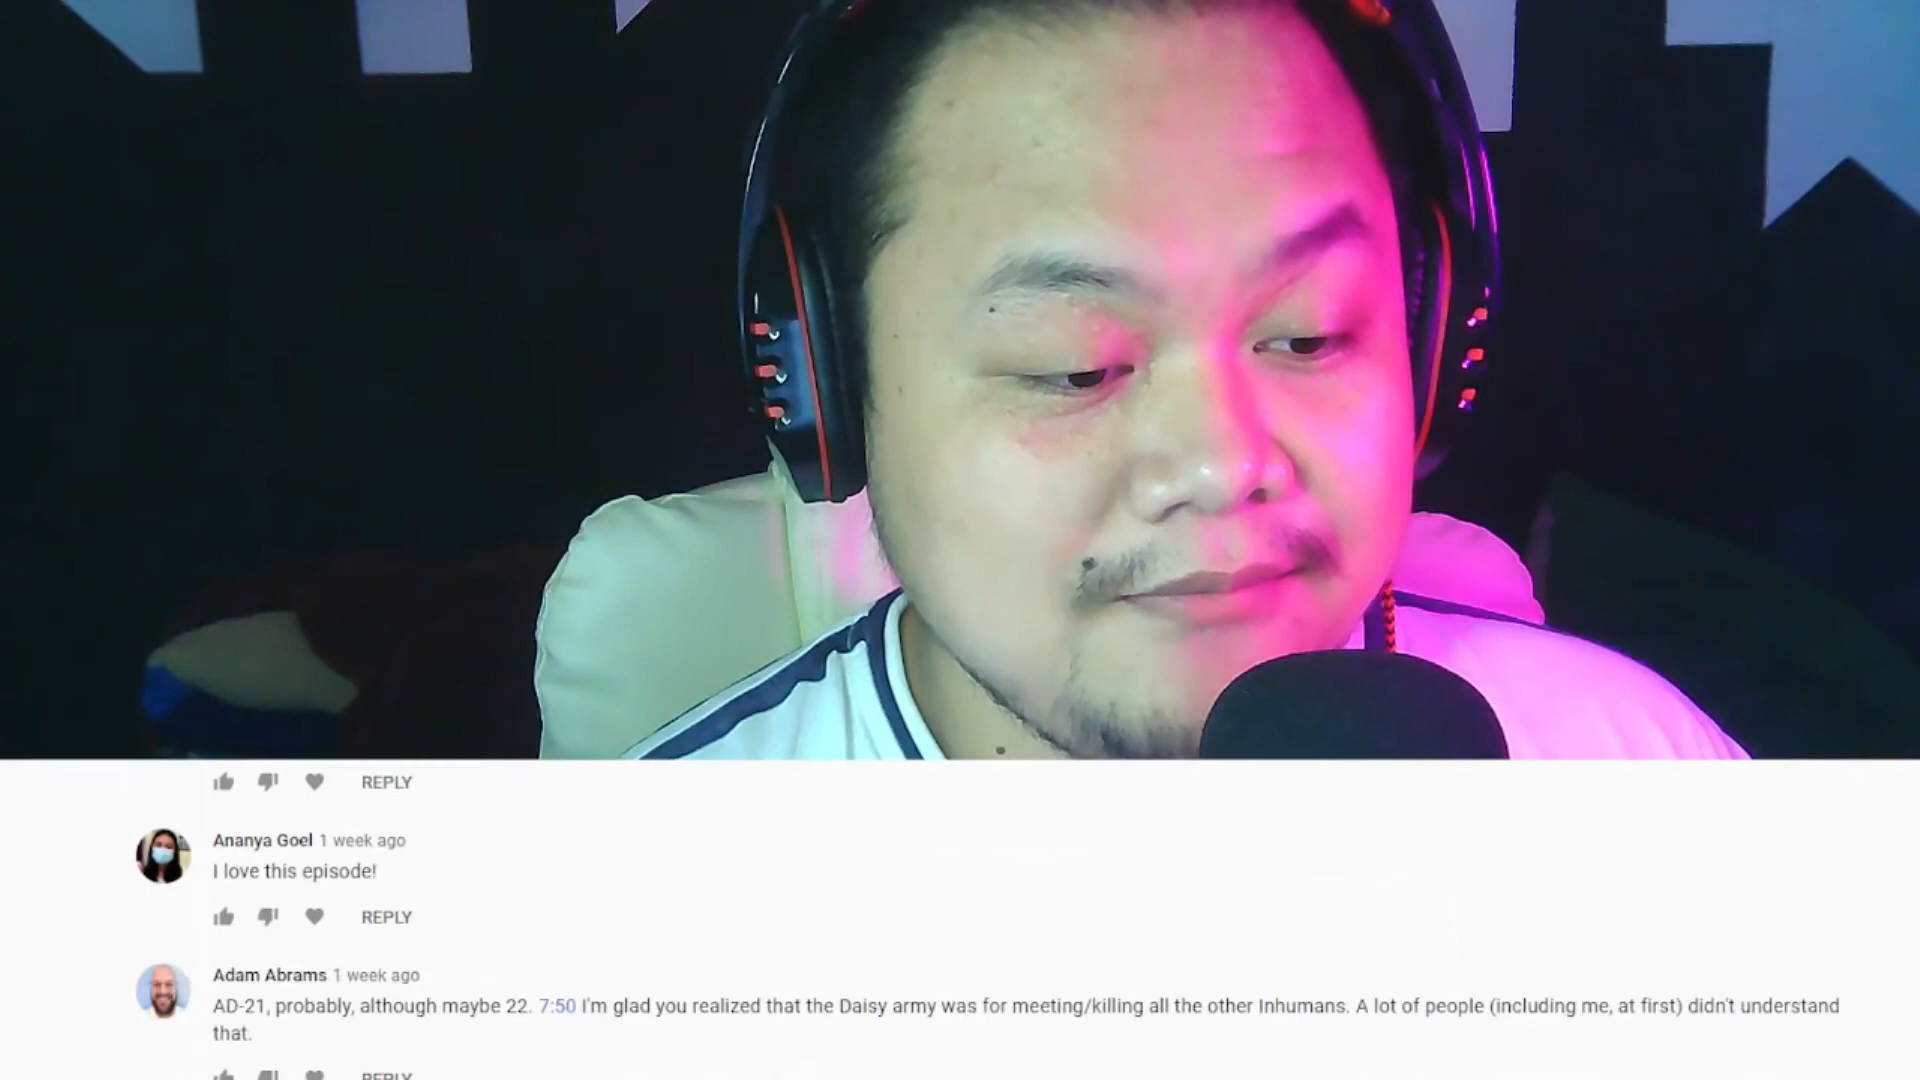 REPLY
Ananya Goel 1 week ago
I love this episode!
REPLY
Adam Abrams 1 week ago
AD-21, probably, although maybe 22. 7:50 I'm glad you realized that the Daisy army was for meeting/killing all the other Inhumans. A lot of people (including me, at first) didn't understand
that.
REPLY